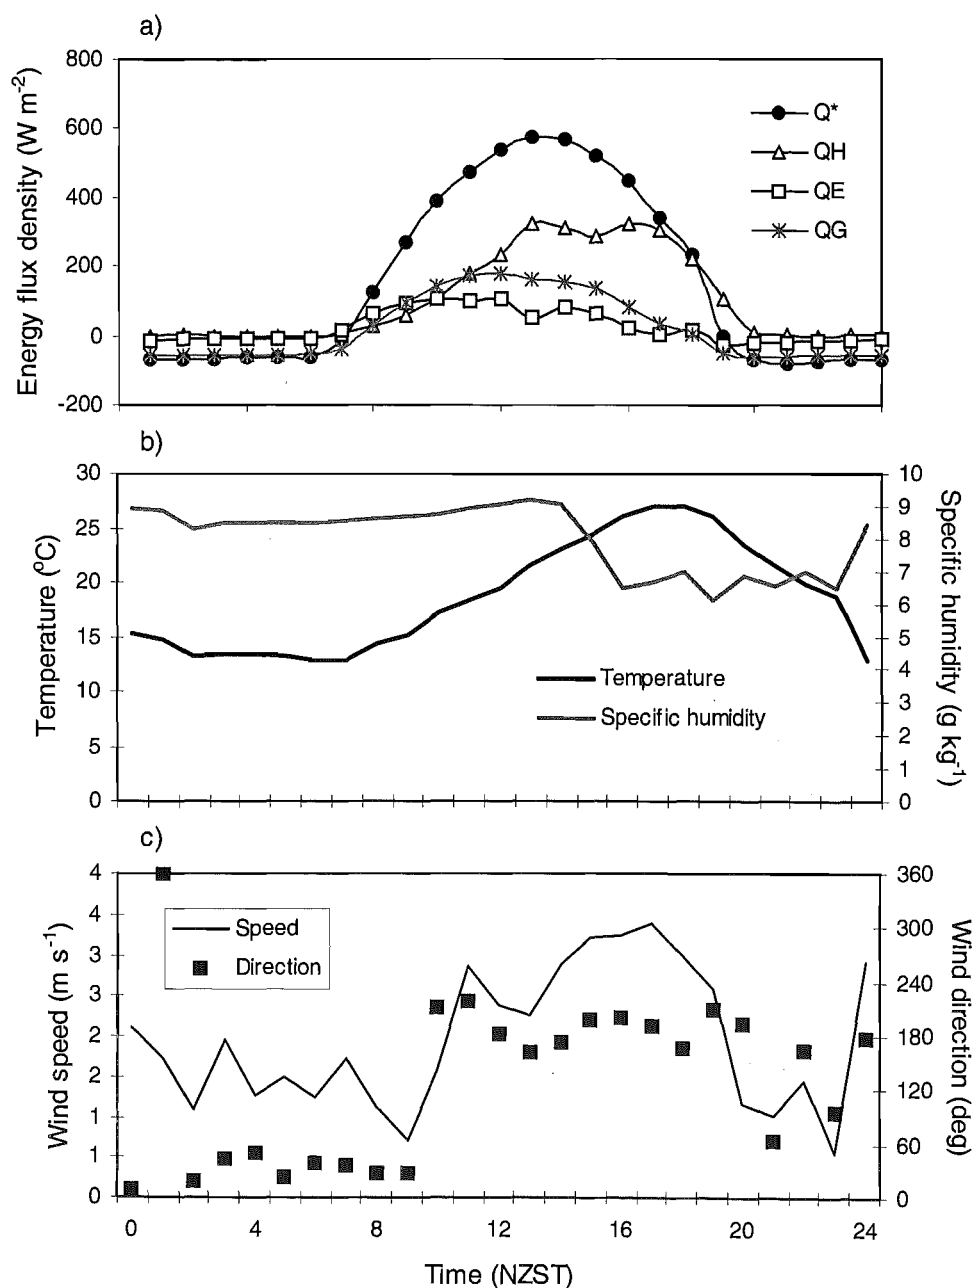 a)
Energy flux density (W m-2)
800
600
400
200
0
-200
Q*
QH
QE
QG
b)
Temperature (ºC)
30
25
20
15
10
5
0
Temperature
Specific humidity
10
9
8
7
6
5
4
3
2
1
0
Specific humidity (g kg-1)
c)
Wind speed (m s-1)
4
4
3
3
2
2
1
1
0
Speed
Direction
360
300
240
180
120
60
0
Wind direction (deg)
0 4 8 12 16 20 24
Time (NZST)